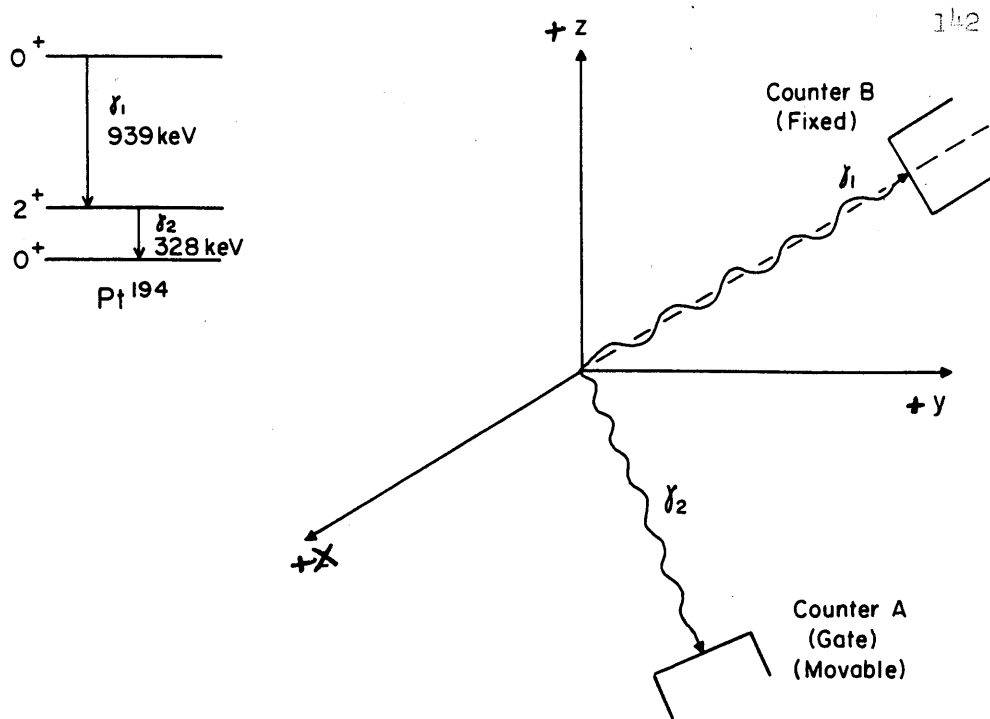 142
+ z
0+
γ₁
939 keV
2+
γ₂
328 keV
0+
Pt¹⁹⁴
Counter B
(Fixed)
γ₁
+ y
γ₂
+X
Counter A
(Gate)
(Movable)